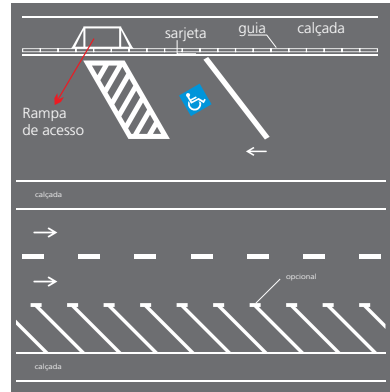 sarjeta
guia
calçada
Rampa
de acesso
calçada
opcional
calçada